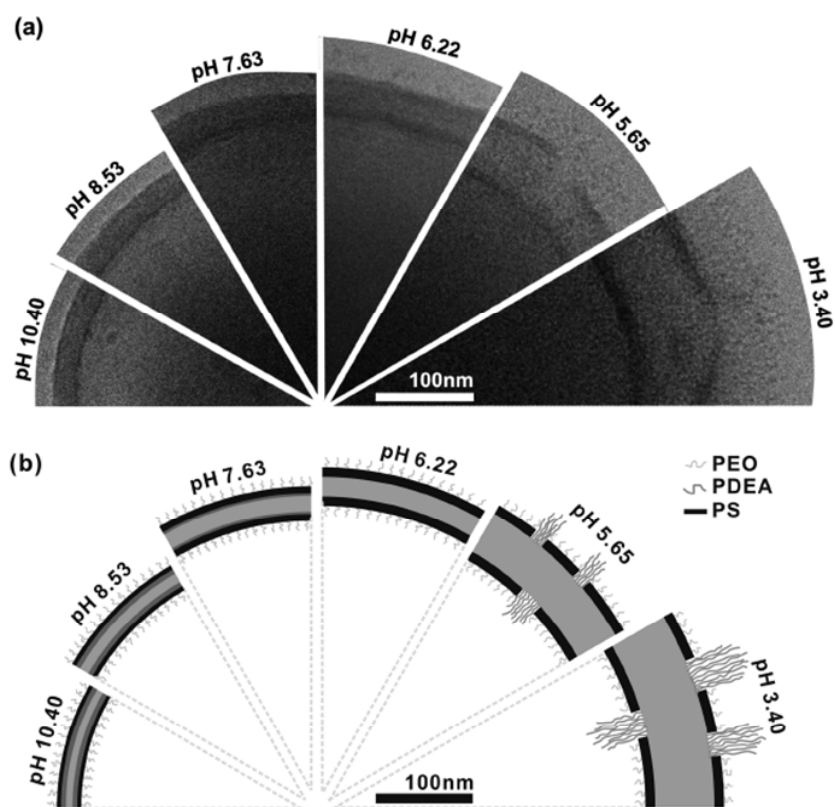 (a)
pH 10.40
pH 8.53
pH 7.63
pH 6.22
pH 5.65
pH 3.40
100nm
(b)
pH 10.40
pH 8.53
pH 7.63
pH 6.22
pH 5.65
pH 3.40
PEO
PDEA
PS
100nm